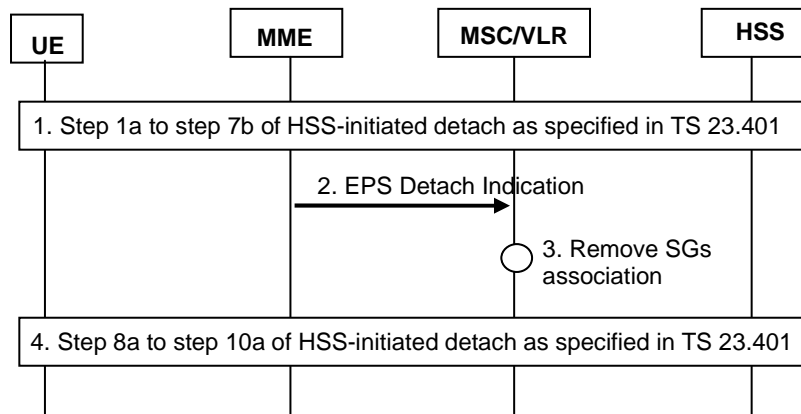 UE
MME
MSC/VLR
HSS
1. Step 1a to step 7b of HSS-initiated detach as specified in TS 23.401
2. EPS Detach Indication
3. Remove SGs
association
4. Step 8a to step 10a of HSS-initiated detach as specified in TS 23.401